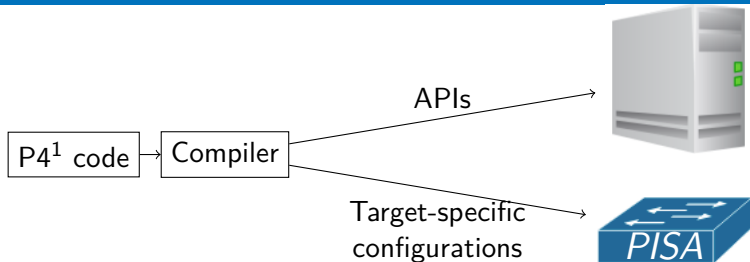 APIs
P4¹ code
Compiler
Target-specific
configurations
PISA